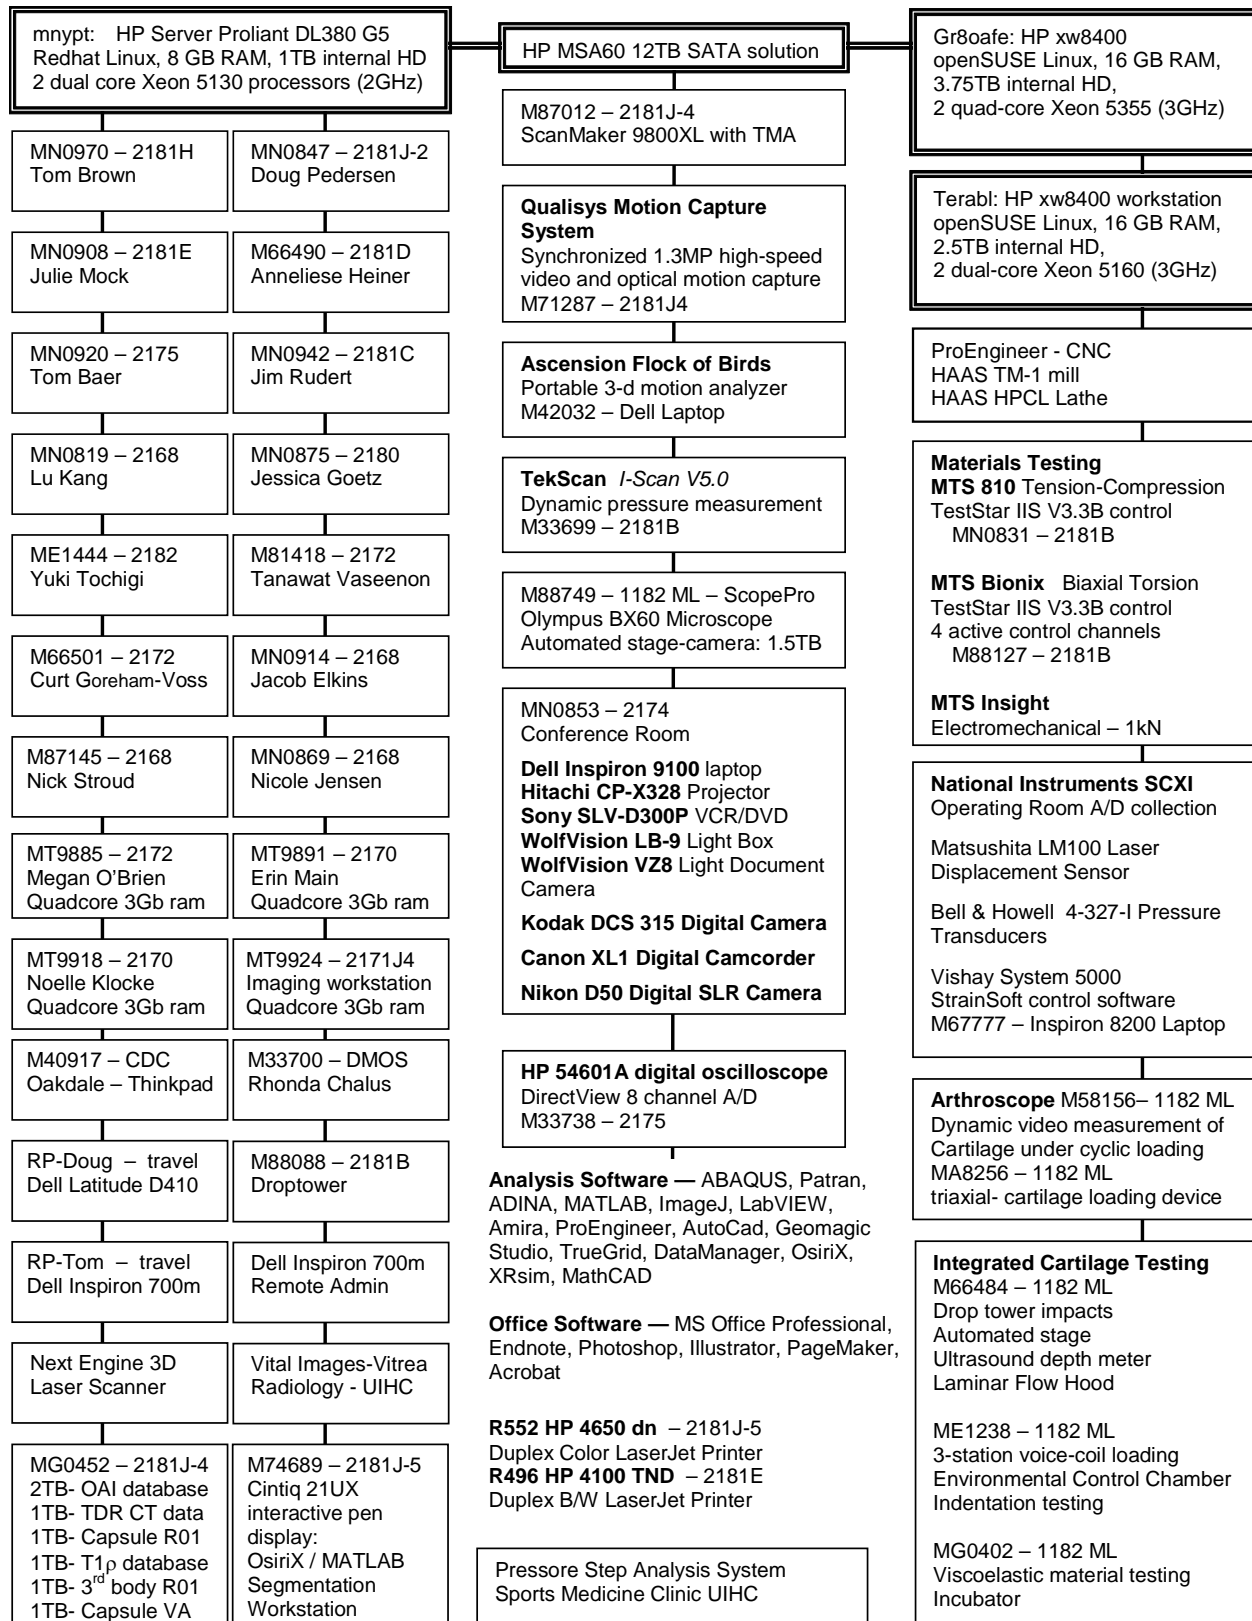 mnypt: HP Server Proliant DL380 G5
Redhat Linux, 8 GB RAM, 1TB internal HD
2 dual core Xeon 5130 processors (2GHz)
MN0970 – 2181H
Tom Brown
MN0908 – 2181E
Julie Mock
MN0920 – 2175
Tom Baer
MN0819 – 2168
Lu Kang
ME1444 – 2182
Yuki Tochigi
M66501 – 2172
Curt Goreham-Voss
M87145 – 2168
Nick Stroud
MT9885 – 2172
Megan O'Brien
Quadcore 3Gb ram
MT9918 – 2170
Noelle Klocke
Quadcore 3Gb ram
M40917 – CDC
Oakdale – Thinkpad
RP-Doug – travel
Dell Latitude D410
RP-Tom – travel
Dell Inspiron 700m
Next Engine 3D
Laser Scanner
MG0452 – 2181J-4
2TB- OAI database
1TB- TDR CT data
1TB- Capsule R01
1TB- T1ρ database
1TB- 3rd body R01
1TB- Capsule VA
MN0847 – 2181J-2
Doug Pedersen
M66490 – 2181D
Anneliese Heiner
MN0942 – 2181C
Jim Rudert
MN0875 – 2180
Jessica Goetz
M81418 – 2172
Tanawat Vaseenon
MN0914 – 2168
Jacob Elkins
MN0869 – 2168
Nicole Jensen
MT9891 – 2170
Erin Main
Quadcore 3Gb ram
MT9924 – 2171J4
Imaging workstation
Quadcore 3Gb ram
M33700 – DMOS
Rhonda Chalus
M88088 – 2181B
Droptower
Dell Inspiron 700m
Remote Admin
Vital Images-Vitrea
Radiology - UIHC
M74689 – 2181J-5
Cintiq 21UX
interactive pen
display:
OsiriX / MATLAB
Segmentation
Workstation
HP MSA60 12TB SATA solution
M87012 – 2181J-4
ScanMaker 9800XL with TMA
Qualisys Motion Capture
System
Synchronized 1.3MP high-speed
video and optical motion capture
M71287 – 2181J4
Ascension Flock of Birds
Portable 3-d motion analyzer
M42032 – Dell Laptop
TekScan I-Scan V5.0
Dynamic pressure measurement
M33699 – 2181B
M88749 – 1182 ML – ScopePro
Olympus BX60 Microscope
Automated stage-camera: 1.5TB
MN0853 – 2174
Conference Room
Dell Inspiron 9100 laptop
Hitachi CP-X328 Projector
Sony SLV-D300P VCR/DVD
WolfVision LB-9 Light Box
WolfVision VZ8 Light Document
Camera
Kodak DCS 315 Digital Camera
Canon XL1 Digital Camcorder
Nikon D50 Digital SLR Camera
HP 54601A digital oscilloscope
DirectView 8 channel A/D
M33738 – 2175
Analysis Software — ABAQUS, Patran,
ADINA, MATLAB, ImageJ, LabVIEW,
Amira, ProEngineer, AutoCad, Geomagic
Studio, TrueGrid, DataManager, OsiriX,
XRsim, MathCAD
Office Software — MS Office Professional,
Endnote, Photoshop, Illustrator, PageMaker,
Acrobat
R552 HP 4650 dn – 2181J-5
Duplex Color LaserJet Printer
R496 HP 4100 TND – 2181E
Duplex B/W LaserJet Printer
Pressore Step Analysis System
Sports Medicine Clinic UIHC
Gr8oafe: HP xw8400
openSUSE Linux, 16 GB RAM,
3.75TB internal HD,
2 quad-core Xeon 5355 (3GHz)
Terabl: HP xw8400 workstation
openSUSE Linux, 16 GB RAM,
2.5TB internal HD,
2 dual-core Xeon 5160 (3GHz)
ProEngineer - CNC
HAAS TM-1 mill
HAAS HPCL Lathe
Materials Testing
MTS 810 Tension-Compression
TestStar IIS V3.3B control
MN0831 – 2181B
MTS Bionix Biaxial Torsion
TestStar IIS V3.3B control
4 active control channels
M88127 – 2181B
MTS Insight
Electromechanical – 1kN
National Instruments SCXI
Operating Room A/D collection
Matsushita LM100 Laser
Displacement Sensor
Bell & Howell 4-327-I Pressure
Transducers
Vishay System 5000
StrainSoft control software
M67777 – Inspiron 8200 Laptop
Arthroscope M58156– 1182 ML
Dynamic video measurement of
Cartilage under cyclic loading
MA8256 – 1182 ML
triaxial- cartilage loading device
Integrated Cartilage Testing
M66484 – 1182 ML
Drop tower impacts
Automated stage
Ultrasound depth meter
Laminar Flow Hood
ME1238 – 1182 ML
3-station voice-coil loading
Environmental Control Chamber
Indentation testing
MG0402 – 1182 ML
Viscoelastic material testing
Incubator